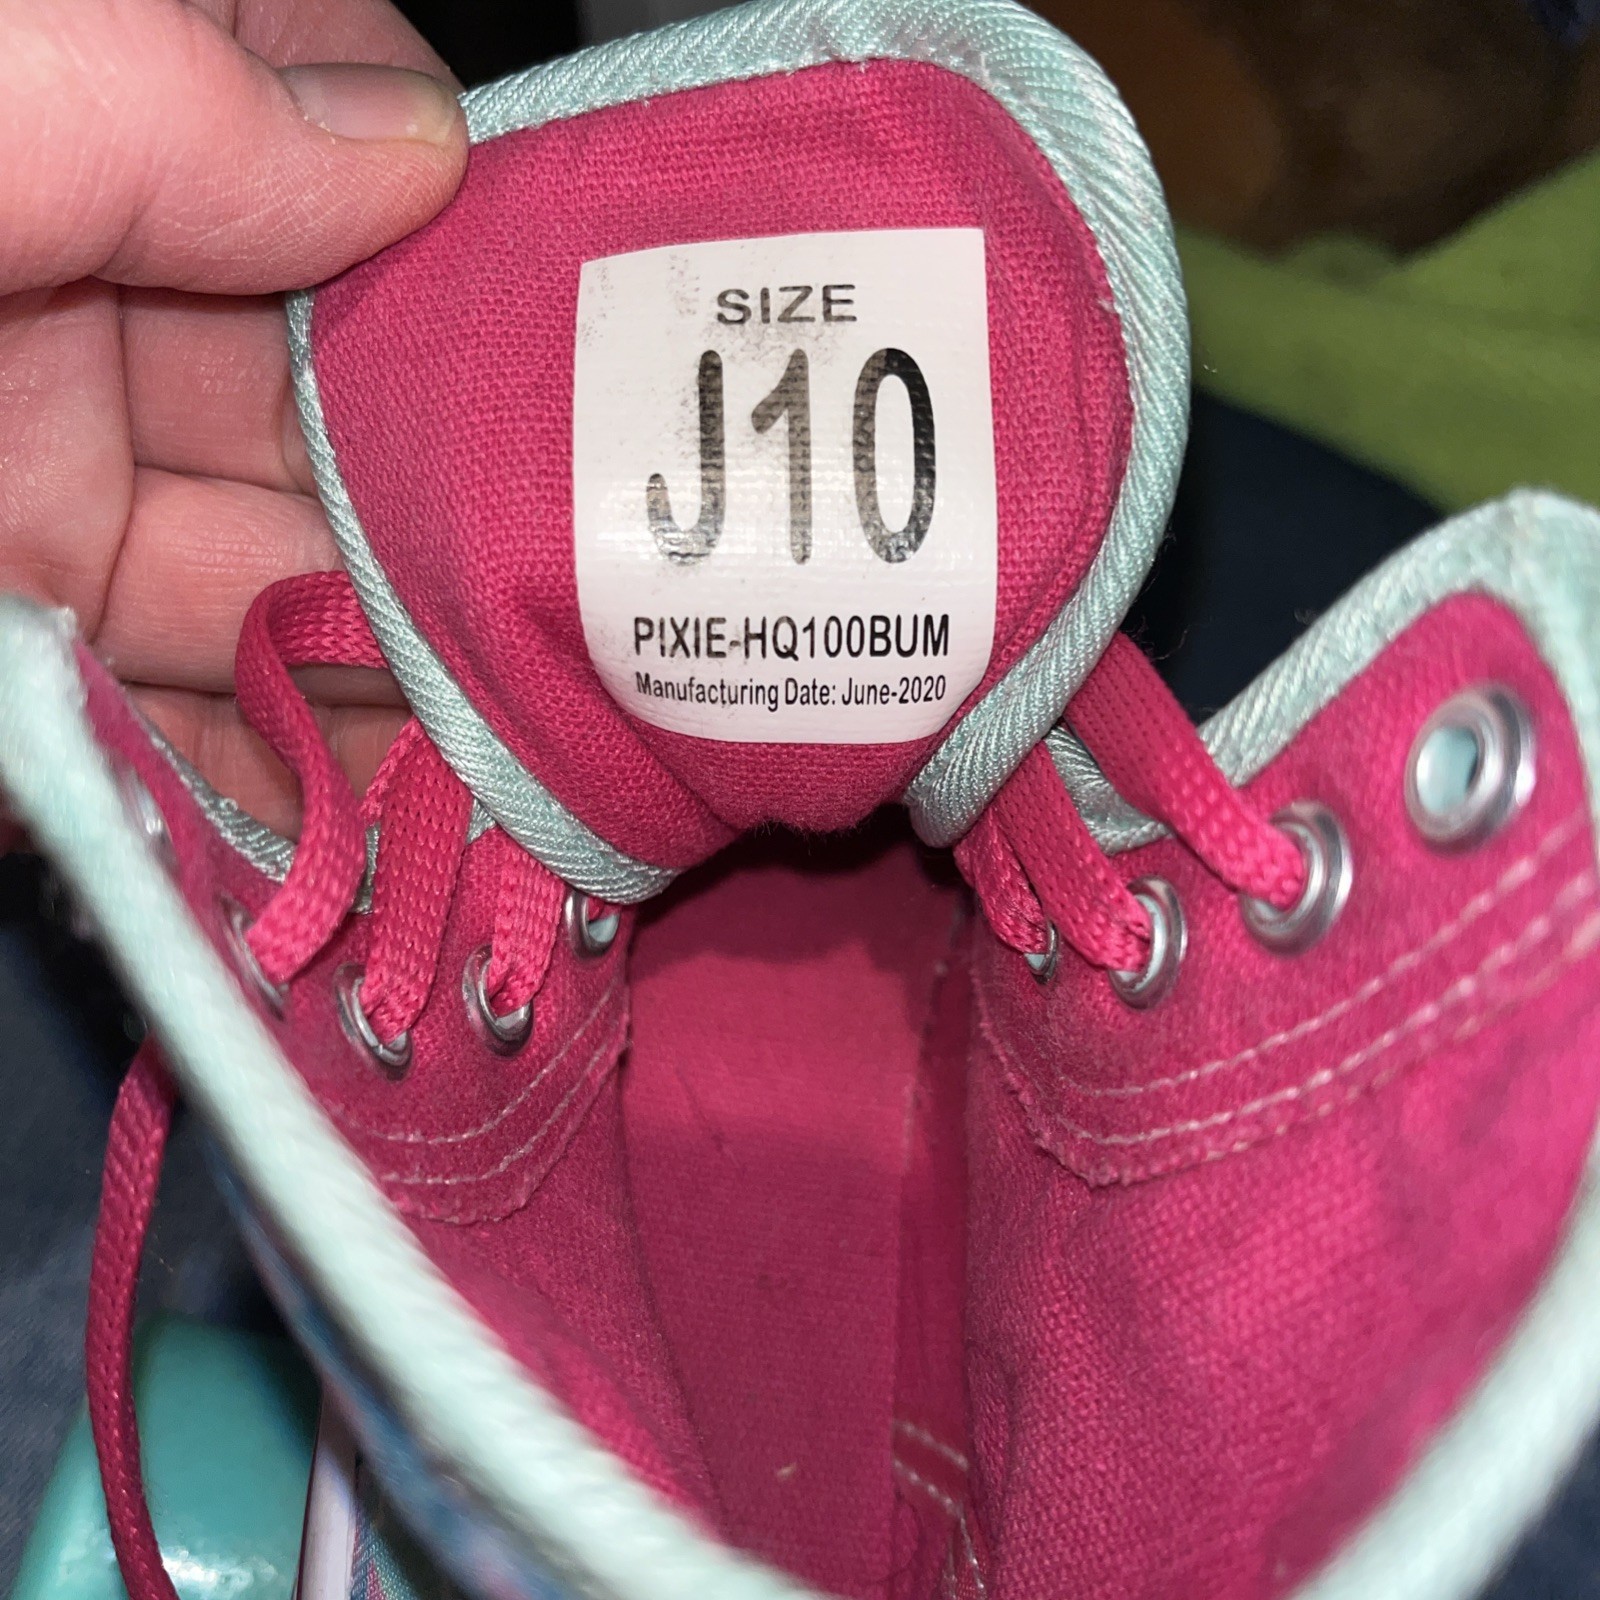 SIZE
J10
PIXIE-HQ100BUM
Manufacturing Date: June-2020